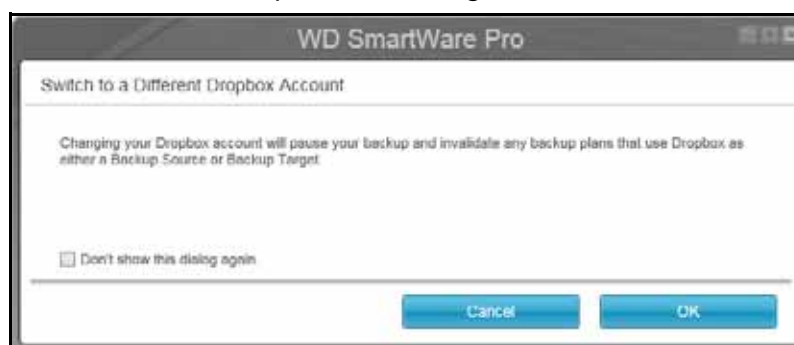 WD SmartWare Pro
Switch to a Different Dropbox Account
Changing your Dropbox account will pause your backup and invalidate any backup plans that use Dropbox as
either a Backup Source or Backup Target
Don't show this dialog again
Cancel
OK